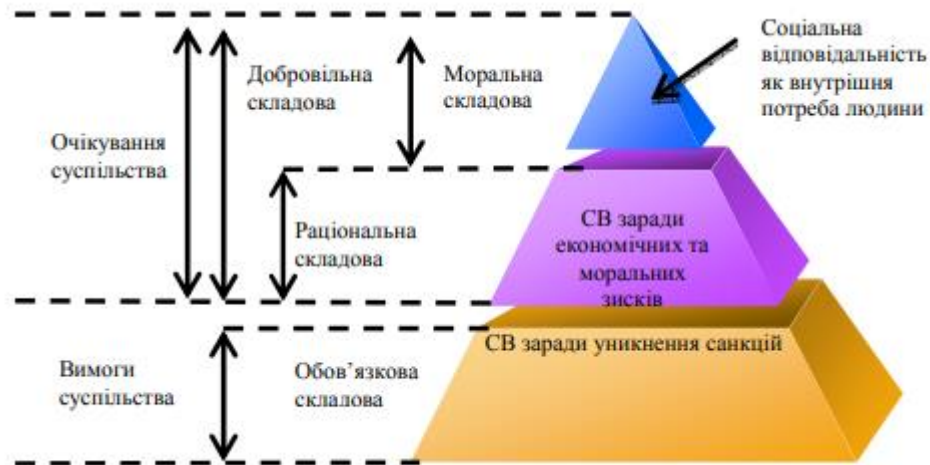 Соціальна
відповідальність
як внутрішня
потреба людини
Добровільна
складова
Моральна
складова
Очікування
суспільства
Раціональна
складова
СВ заради
економічних та
моральних
зисків
СВ заради уникнення санкцій
Вимоги
суспільства
Обов’язкова
склалова